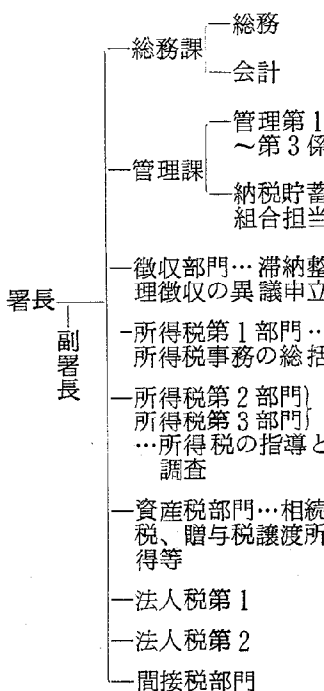 総務課
総務
会計
管理課
管理第1
〜第3係
納税貯蓄
組合担当
徴収部門…滞納整
理徴収の異議申立
署長
副署長
所得税第1部門‥
所得税事務の総括
所得税第2部門}
所得税第3部門}
…所得税の指導と
調査
資産税部門…相続
税、贈与税譲渡所
得等
法人税第1
法人税第2
間接税部門